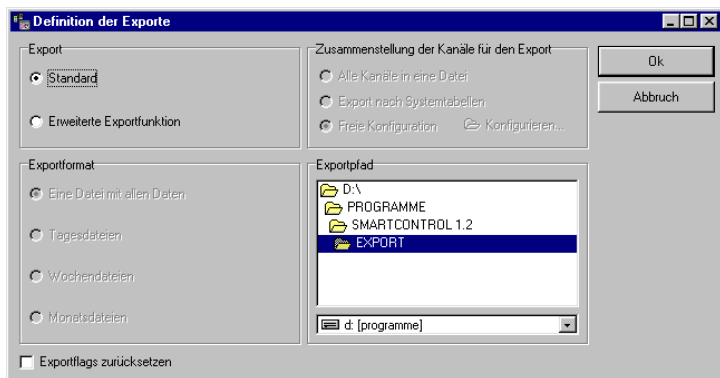 Definition der Exporte
Export
Standard
Erweiterte Exportfunktion
Zusammenstellung der Kanäle für den Export
Alle Kanäle in eine Datei
Export nach Systemtabellen
Freie Konfiguration Konfigurieren...
Ok
Abbruch
Exportformat
Eine Datei mit allen Daten
Tagesdateien
Wochendateien
Monatsdateien
Exportpfad
D:\
PROGRAMME
SMARTCONTROL 1.2
EXPORT
d: [programme]
Exportflags zurücksetzen